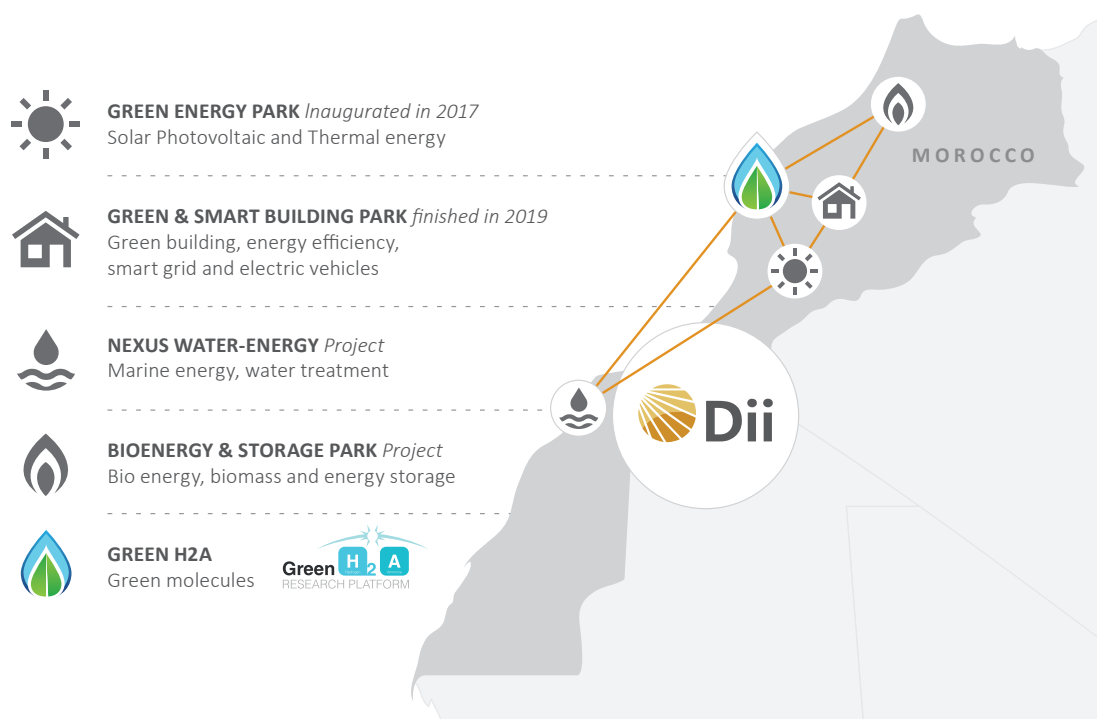 GREEN ENERGY PARK Inaugurated in 2017
Solar Photovoltaic and Thermal energy
GREEN & SMART BUILDING PARK finished in 2019
Green building, energy efficiency,
smart grid and electric vehicles
NEXUS WATER-ENERGY Project
Marine energy, water treatment
BIOENERGY & STORAGE PARK Project
Bio energy, biomass and energy storage
GREEN H2A
Green molecules
Green H2A
RESEARCH PLATFORM
MOROCCO
Dii